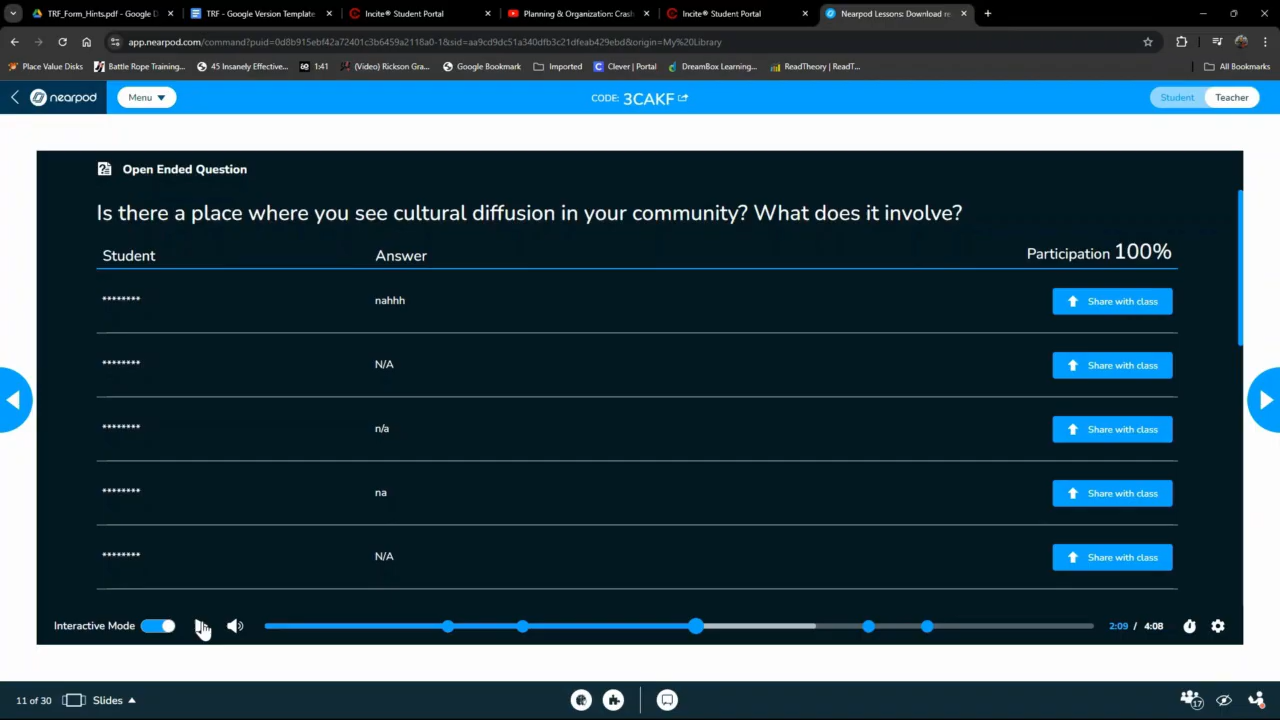 TRF_Form_Hints.pdf - Google D
TRF - Google Version Template
Incite® Student Portal
Planning & Organization: Crash
Incite® Student Portal
Nearpod Lessons: Download re
app.nearpod.com/command?puid=0d8b915ebf42a72401c3b6459a2118a0-1&sid=aa9cd9dc51a340dfb3c21dfeab429ebd&origin=My%20Library
Place Value Disks
Battle Rope Training...
45 Insanely Effective...
1:41
(Video) Rickson Gra...
Google Bookmark
Imported
Clever | Portal
DreamBox Learning...
ReadTheory | ReadT...
All Bookmarks
nearpod
Menu
CODE: 3CAKF
Student
Teacher
Open Ended Question
Is there a place where you see cultural diffusion in your community? What does it involve?
Student
Answer
Participation 100%
******** nahhh Share with class
******** N/A Share with class
******** n/a Share with class
******** na Share with class
******** N/A Share with class
Interactive Mode
2:09 / 4:08
11 of 30
Slides
17